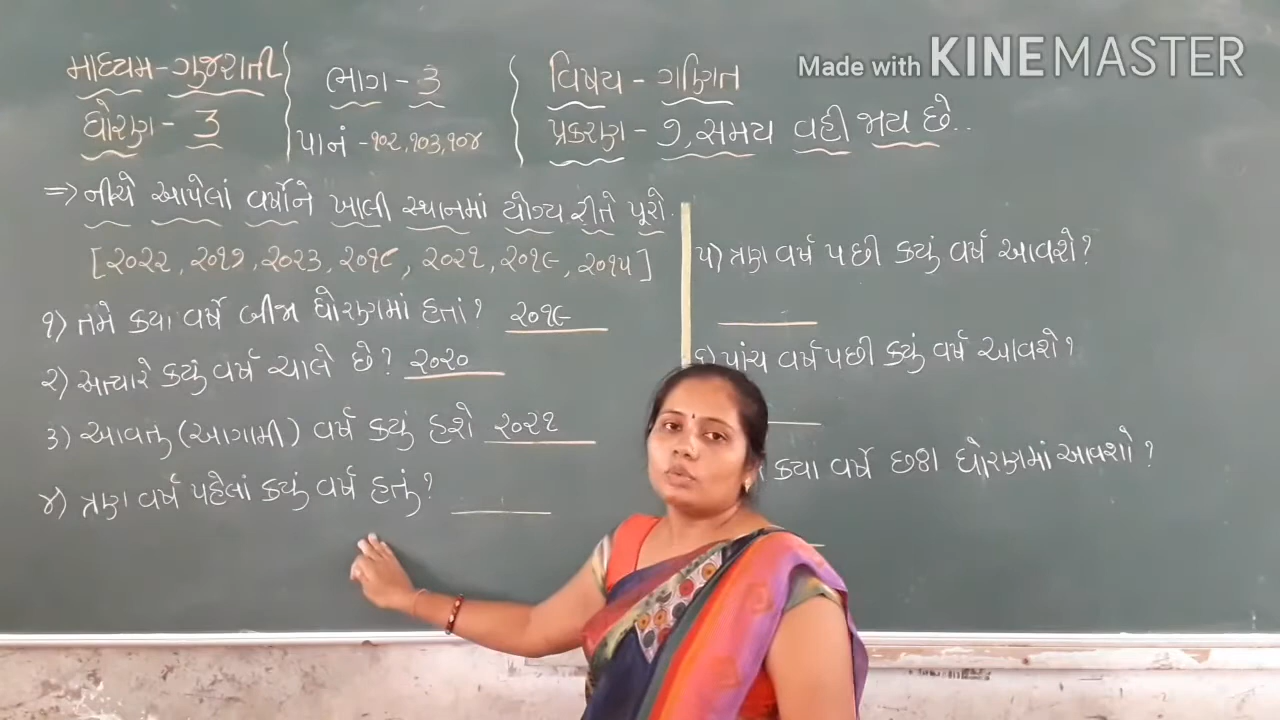 Made with KINEMASTER
માધ્યમ - ગુજરાતી
ધોરણ - ૩
ભાગ - ૩
પાનં - ૧૦૨, ૧૦૩, ૧૦૪
વિષય - ગણિત
પ્રકરણ - ૭, સમય વહી જાય છે..
=> નીચે આપેલાં વર્ષોને ખાલી સ્થાનમાં યોગ્ય રીતે પૂરો.
[૨૦૨૨, ૨૦૧૭, ૨૦૨૩, ૨૦૧૮, ૨૦૨૧, ૨૦૧૯, ૨૦૧૫]
૧) તમે કયા વર્ષે બીજા ધોરણમાં હતાં? ૨૦૧૯
૨) અત્યારે કયું વર્ષ ચાલે છે? ૨૦૨૦
૩) આવતુ (આગામી) વર્ષ કયું હશે ૨૦૨૧
૪) ત્રણ વર્ષ પહેલાં કયું વર્ષ હતું?
૫) ત્રણ વર્ષ પછી કયું વર્ષ આવશે?
૬) પાંચ વર્ષ પછી કયું વર્ષ આવશે?
કયા વર્ષે છઠ્ઠા ધોરણમાં આવશો?